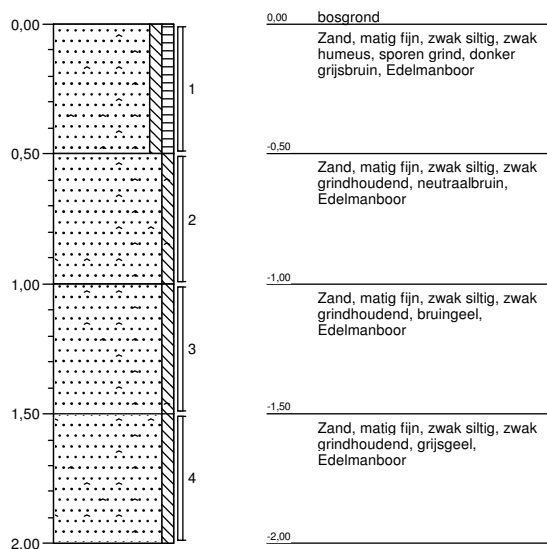 0,00
0,50
1,00
1,50
2,00
1
2
3
4
0,00 bosgrond
Zand, matig fijn, zwak siltig, zwak
humeus, sporen grind, donker
grijsbruin, Edelmanboor
-0,50
Zand, matig fijn, zwak siltig, zwak
grindhoudend, neutraalbruin,
Edelmanboor
-1,00
Zand, matig fijn, zwak siltig, zwak
grindhoudend, bruingeel,
Edelmanboor
-1,50
Zand, matig fijn, zwak siltig, zwak
grindhoudend, grijsgeel,
Edelmanboor
-2,00